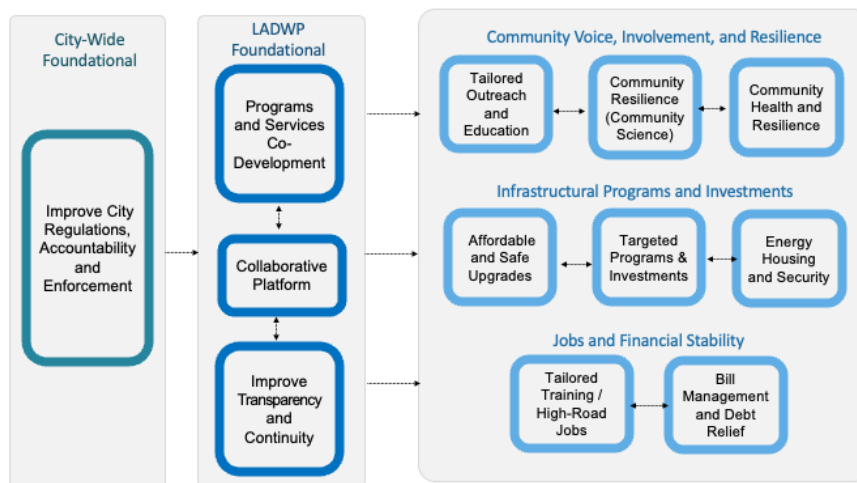 City-Wide
Foundational
Improve City
Regulations,
Accountability
and
Enforcement
LADWP
Foundational
Programs
and Services
Co-
Development
Collaborative
Platform
Improve
Transparency
and
Continuity
Community Voice, Involvement, and Resilience
Tailored
Outreach
and
Education
Community
Resilience
(Community
Science)
Community
Health and
Resilience
Infrastructural Programs and Investments
Affordable
and Safe
Upgrades
Targeted
Programs &
Investments
Energy
Housing
and Security
Jobs and Financial Stability
Tailored
Training /
High-Road
Jobs
Bill
Management
and Debt
Relief